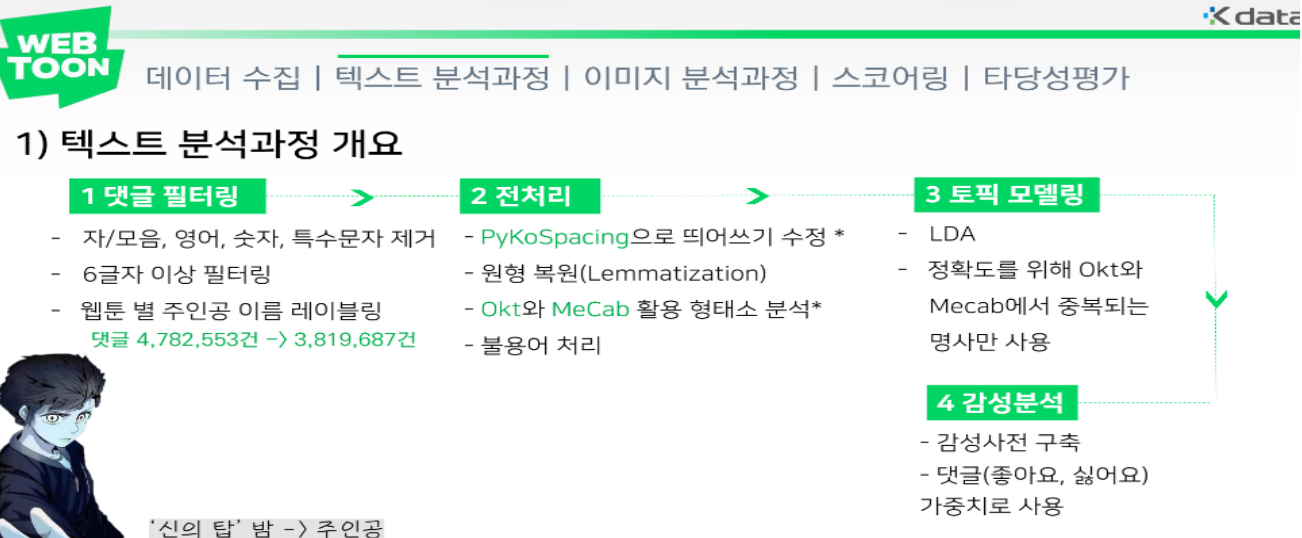 K data
WEB
TOON
데이터 수집 | 텍스트 분석과정 | 이미지 분석과정 | 스코어링 | 타당성평가
1) 텍스트 분석과정 개요
1 댓글 필터링
- 자/모음, 영어, 숫자, 특수문자 제거
- 6글자 이상 필터링
- 웹툰 별 주인공 이름 레이블링
댓글 4,782,553건 -> 3,819,687건
2 전처리
- PyKoSpacing으로 띄어쓰기 수정 *
- 원형 복원(Lemmatization)
- Okt와 MeCab 활용 형태소 분석*
- 불용어 처리
3 토픽 모델링
- LDA
- 정확도를 위해 Okt와
Mecab에서 중복되는
명사만 사용
4 감성분석
- 감성사전 구축
- 댓글(좋아요, 싫어요)
가중치로 사용
'신의 탑' 밤 -> 주인공